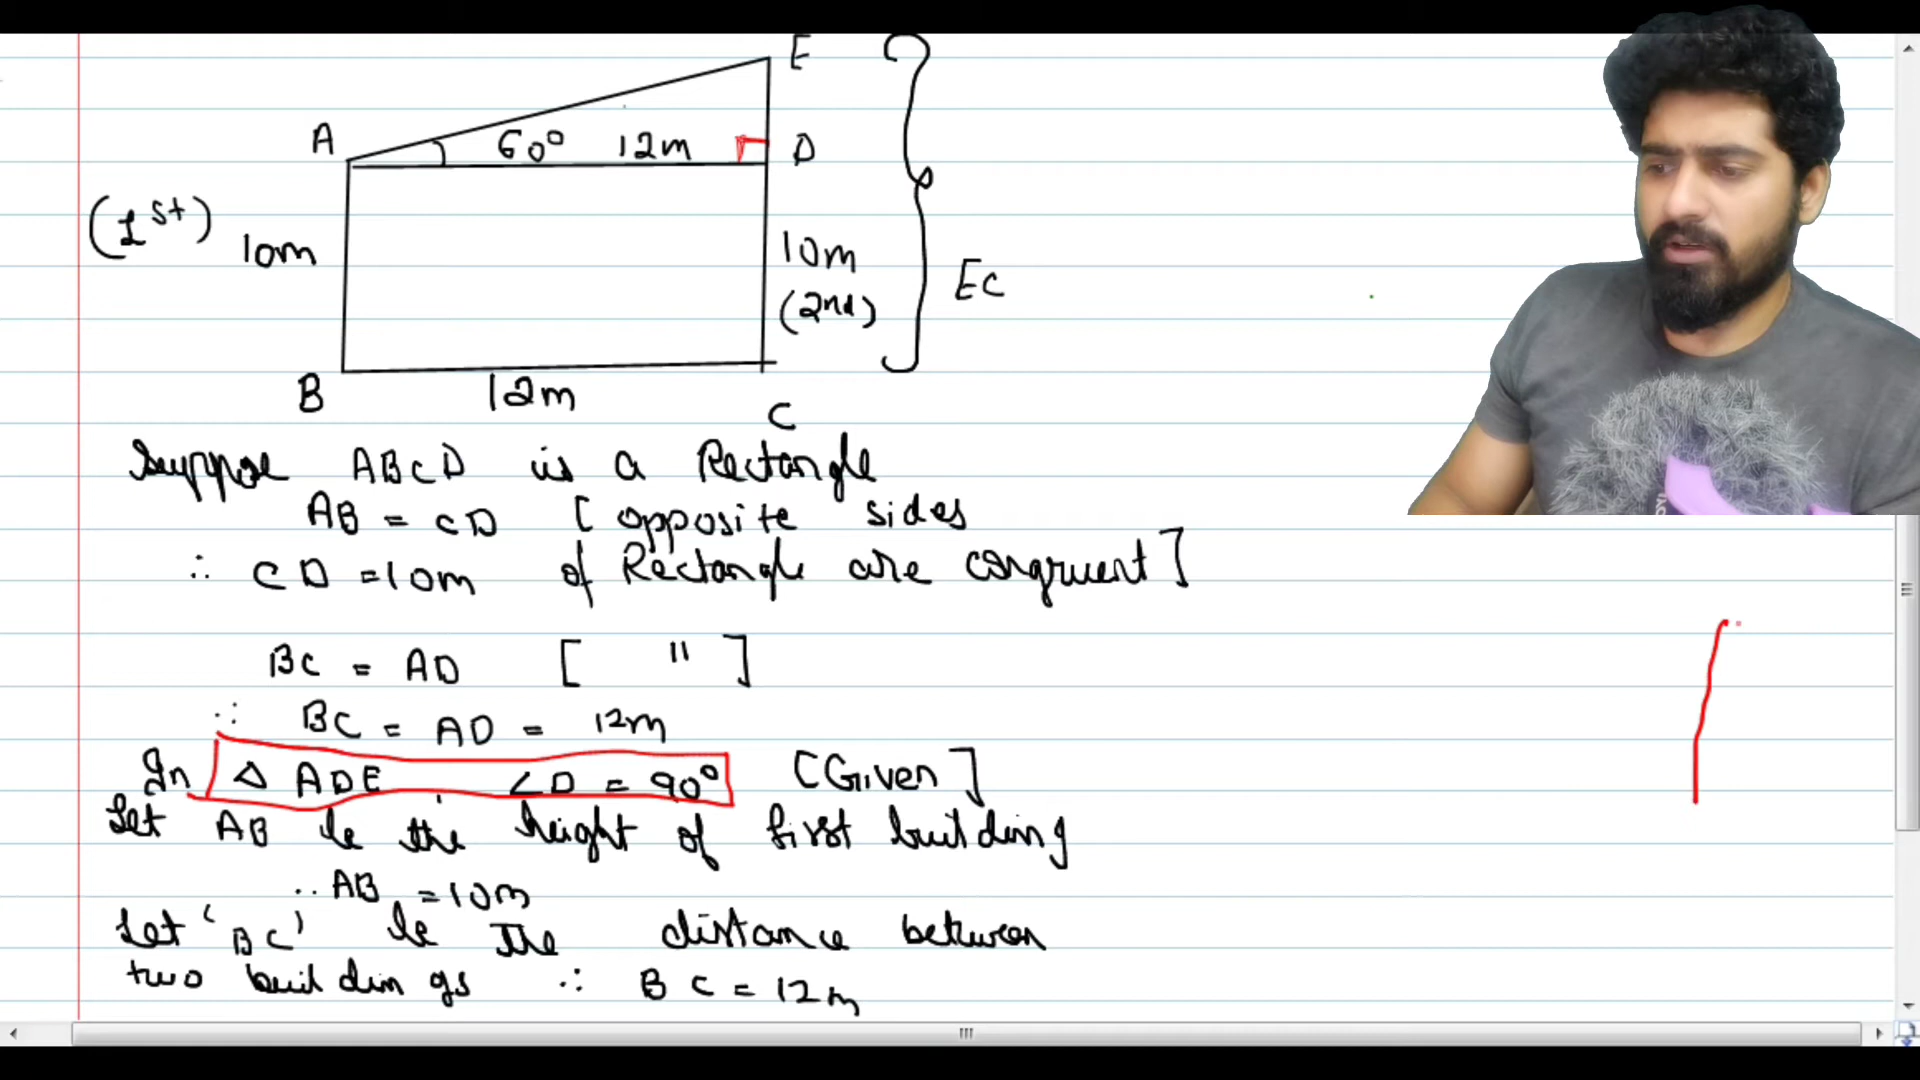 E
A 60° 12m D
(1st) 10m 10m
(2nd) EC
B 12m C
Suppose ABCD is a Rectangle
AB = CD [opposite sides
∴ CD = 10m of Rectangle are congruent]
BC = AD [ " ]
∴ BC = AD = 12m
In △ ADE, ∠D = 90° [Given]
Let AB be the height of first building
∴ AB = 10m
Let 'BC' be the distance between
two buildings ∴ BC = 12m